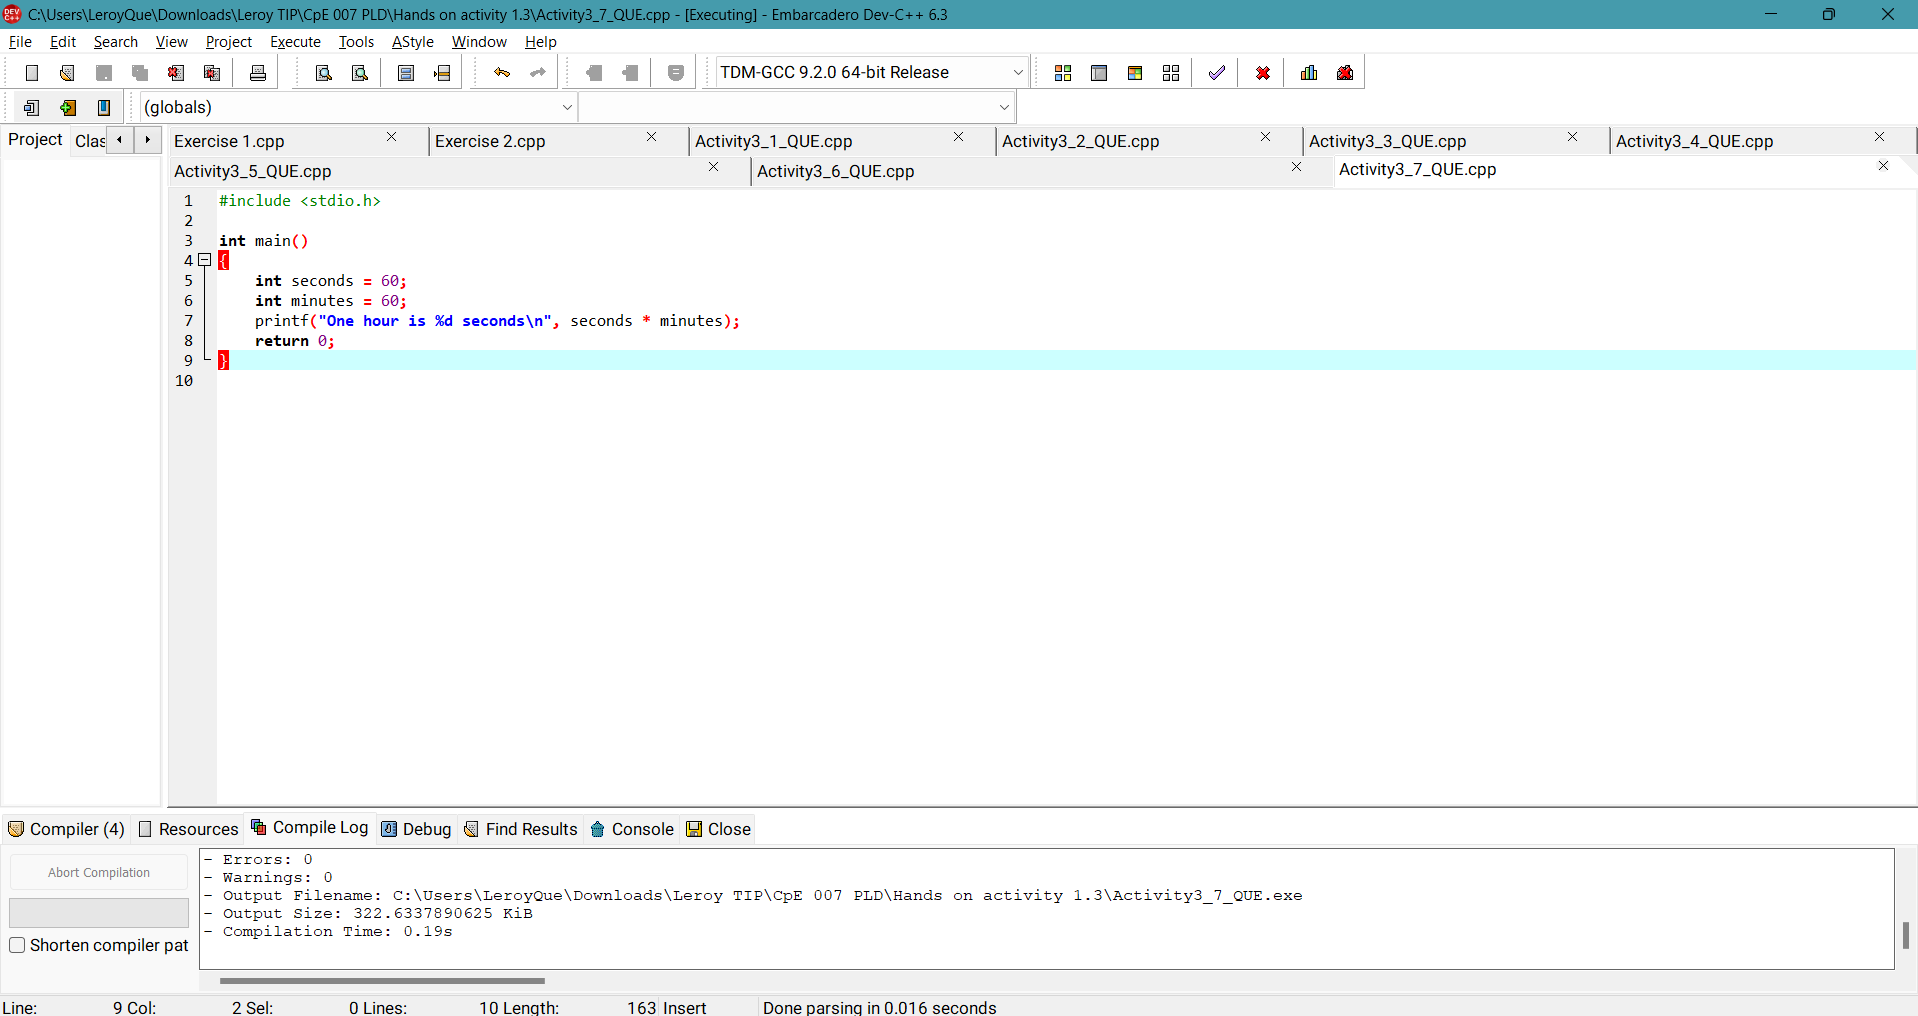 C:\Users\LeroyQue\Downloads\Leroy TIP\CpE 007 PLD\Hands on activity 1.3\Activity3_7_QUE.cpp - [Executing] - Embarcadero Dev-C++ 6.3
File Edit Search View Project Execute Tools AStyle Window Help
TDM-GCC 9.2.0 64-bit Release
(globals)
Project Clas Exercise 1.cpp Exercise 2.cpp Activity3_1_QUE.cpp Activity3_2_QUE.cpp Activity3_3_QUE.cpp Activity3_4_QUE.cpp
Activity3_5_QUE.cpp Activity3_6_QUE.cpp Activity3_7_QUE.cpp
1 #include <stdio.h>
2
3 int main()
4 {
5 int seconds = 60;
6 int minutes = 60;
7 printf("One hour is %d seconds\n", seconds * minutes);
8 return 0;
9 }
10
Compiler (4) Resources Compile Log Debug Find Results Console Close
Abort Compilation
Shorten compiler pat
- Errors: 0
- Warnings: 0
- Output Filename: C:\Users\LeroyQue\Downloads\Leroy TIP\CpE 007 PLD\Hands on activity 1.3\Activity3_7_QUE.exe
- Output Size: 322.6337890625 KiB
- Compilation Time: 0.19s
Line: 9 Col: 2 Sel: 0 Lines: 10 Length: 163 Insert Done parsing in 0.016 seconds